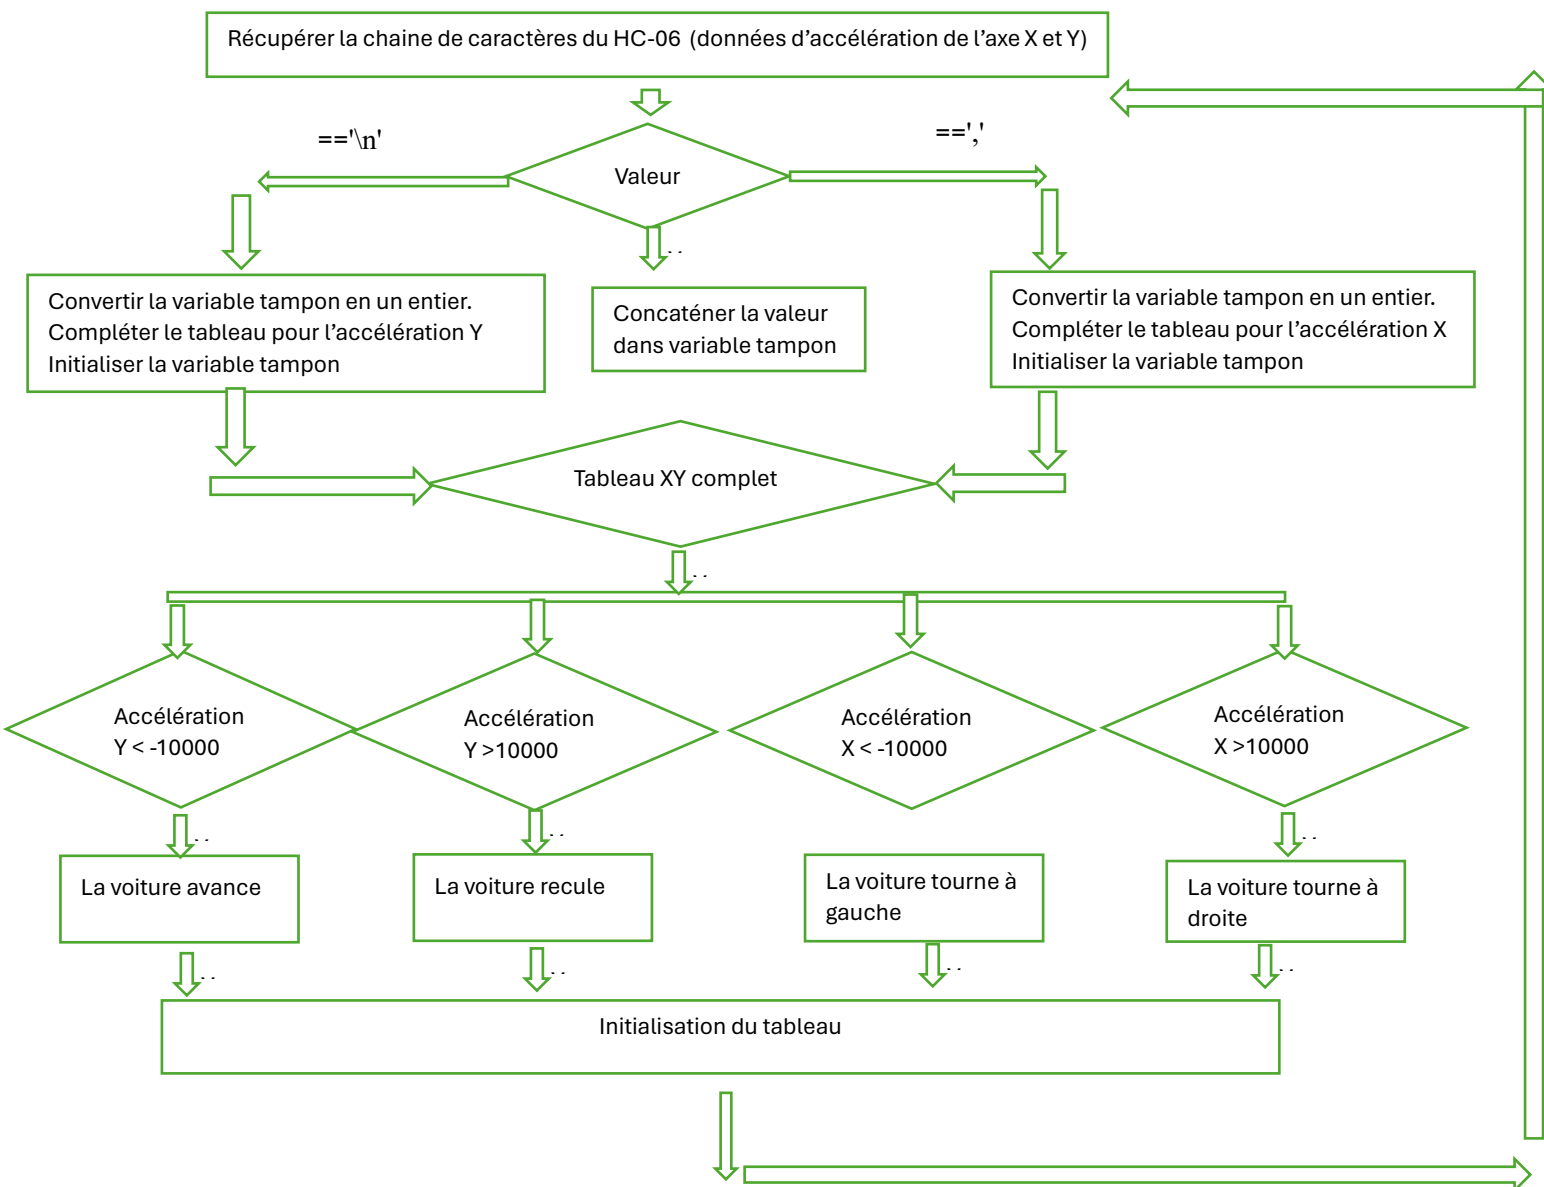 Récupérer la chaine de caractères du HC-06 (données d’accélération de l’axe X et Y)
=='\n'
==','
Valeur
Convertir la variable tampon en un entier.
Compléter le tableau pour l’accélération Y
Initialiser la variable tampon
Concaténer la valeur
dans variable tampon
Convertir la variable tampon en un entier.
Compléter le tableau pour l’accélération X
Initialiser la variable tampon
Tableau XY complet
Accélération
Y < -10000
Accélération
Y >10000
Accélération
X < -10000
Accélération
X >10000
La voiture avance
La voiture recule
La voiture tourne à
gauche
La voiture tourne à
droite
Initialisation du tableau